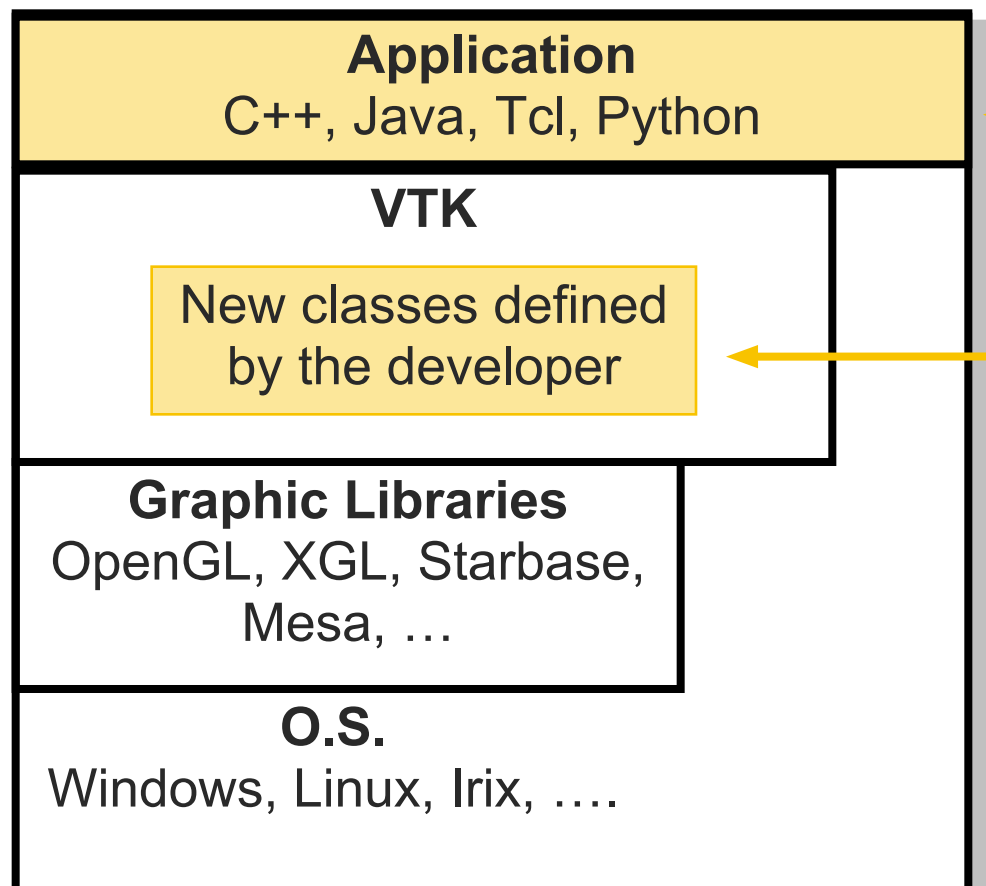 Application
C++, Java, Tcl, Python
VTK
New classes defined
by the developer
Graphic Libraries
OpenGL, XGL, Starbase,
Mesa, …
O.S.
Windows, Linux, Irix, ….